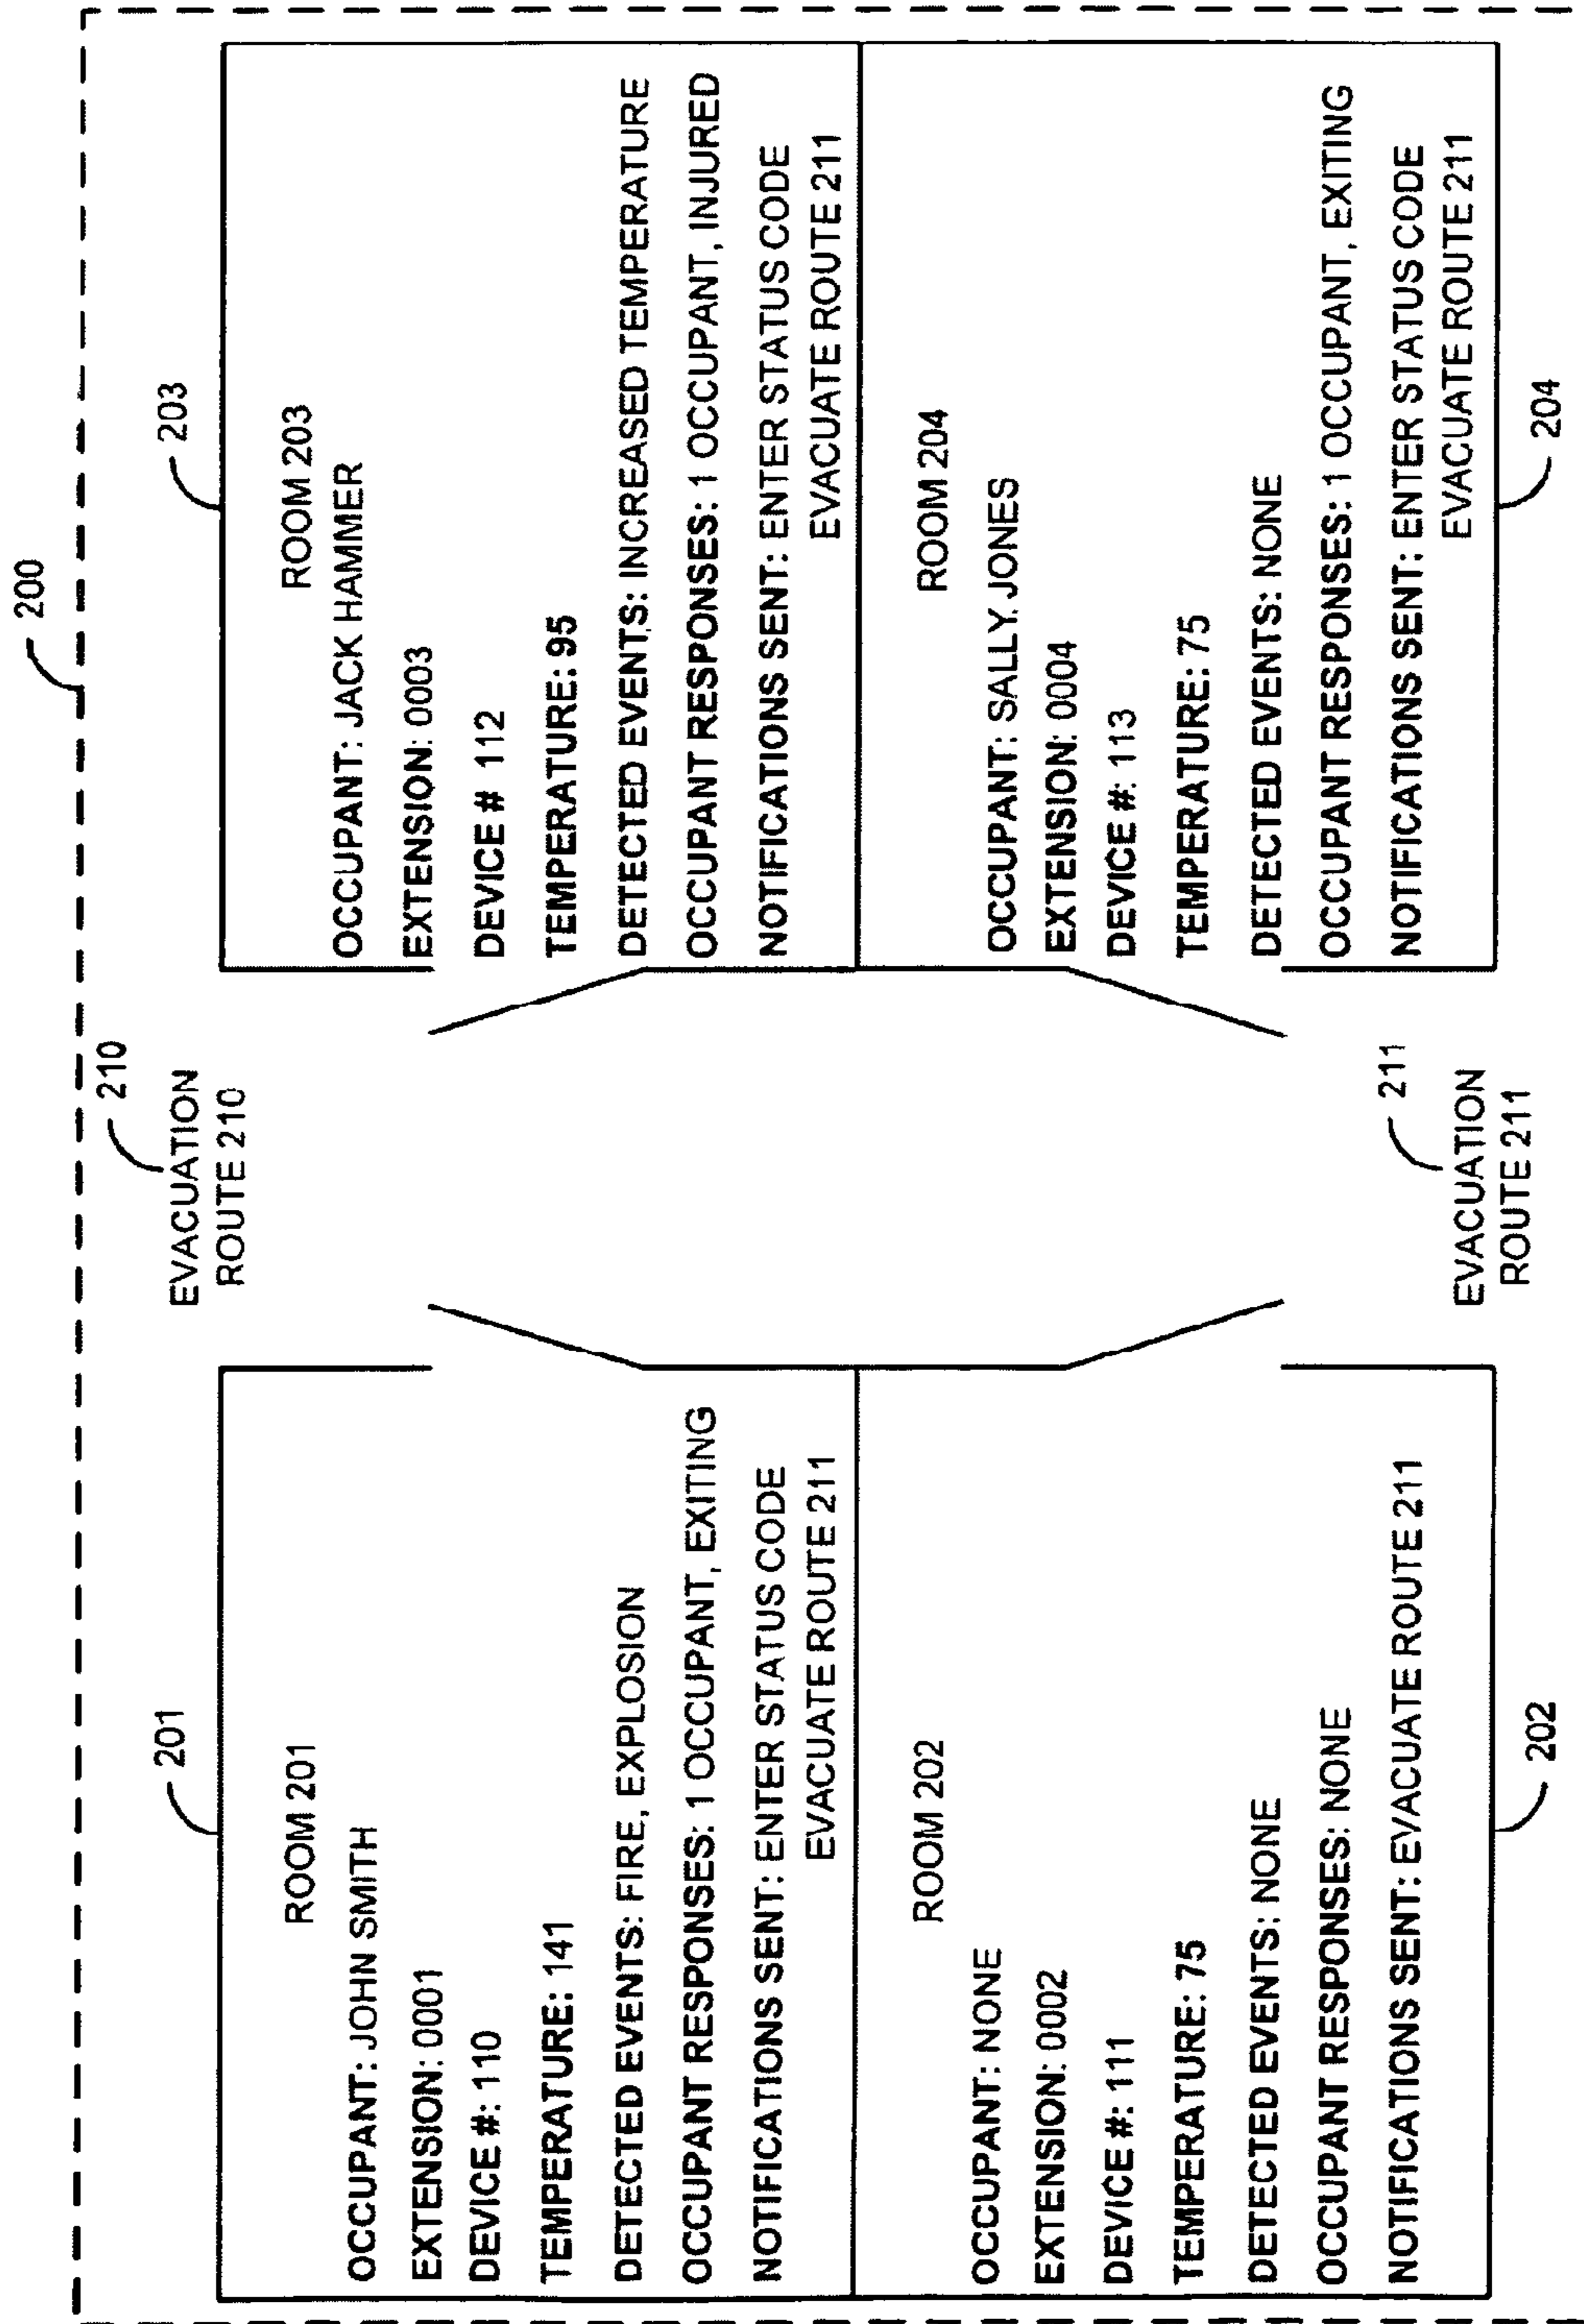 200
210
EVACUATION
ROUTE 210
201
ROOM 201
OCCUPANT: JOHN SMITH
EXTENSION: 0001
DEVICE #: 110
TEMPERATURE: 141
DETECTED EVENTS: FIRE, EXPLOSION
OCCUPANT RESPONSES: 1 OCCUPANT, EXITING
NOTIFICATIONS SENT: ENTER STATUS CODE
EVACUATE ROUTE 211
203
ROOM 203
OCCUPANT: JACK HAMMER
EXTENSION: 0003
DEVICE # 112
TEMPERATURE: 95
DETECTED EVENTS: INCREASED TEMPERATURE
OCCUPANT RESPONSES: 1 OCCUPANT, INJURED
NOTIFICATIONS SENT: ENTER STATUS CODE
EVACUATE ROUTE 211
ROOM 202
OCCUPANT: NONE
EXTENSION: 0002
DEVICE #: 111
TEMPERATURE: 75
DETECTED EVENTS: NONE
OCCUPANT RESPONSES: NONE
NOTIFICATIONS SENT: EVACUATE ROUTE 211
202
ROOM 204
OCCUPANT: SALLY JONES
EXTENSION: 0004
DEVICE #: 113
TEMPERATURE: 75
DETECTED EVENTS: NONE
OCCUPANT RESPONSES: 1 OCCUPANT, EXITING
NOTIFICATIONS SENT: ENTER STATUS CODE
EVACUATE ROUTE 211
204
211
EVACUATION
ROUTE 211